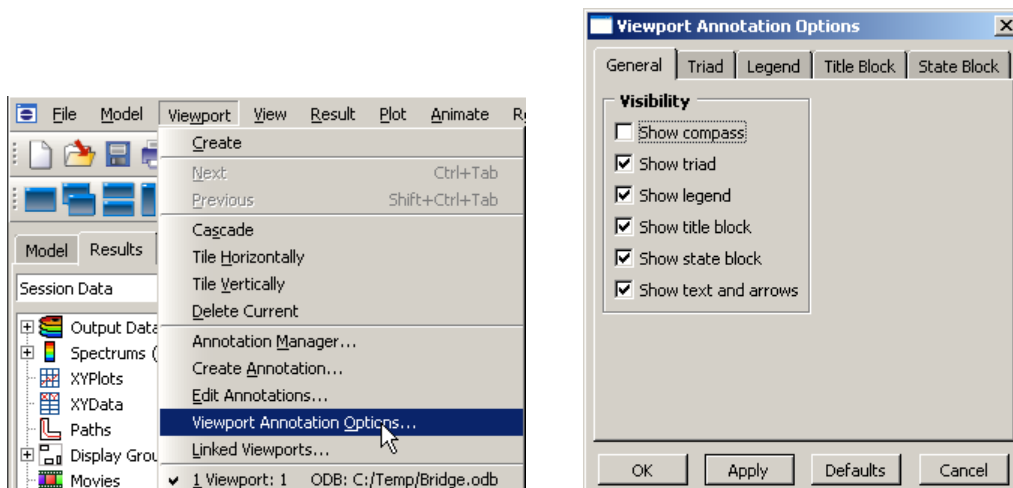 File Model Viewport View Result Plot Animate
Create
Next Ctrl+Tab
Previous Shift+Ctrl+Tab
Cascade
Tile Horizontally
Tile Vertically
Delete Current
Annotation Manager...
Create Annotation...
Edit Annotations...
Viewport Annotation Options...
Linked Viewports...
✔ 1 Viewport: 1 ODB: C:/Temp/Bridge.odb
Model Results
Session Data
Output Data
Spectrums (
XYPlots
XYData
Paths
Display Grou
Movies
Viewport Annotation Options
General Triad Legend Title Block State Block
Visibility
Show compass
Show triad
Show legend
Show title block
Show state block
Show text and arrows
OK Apply Defaults Cancel